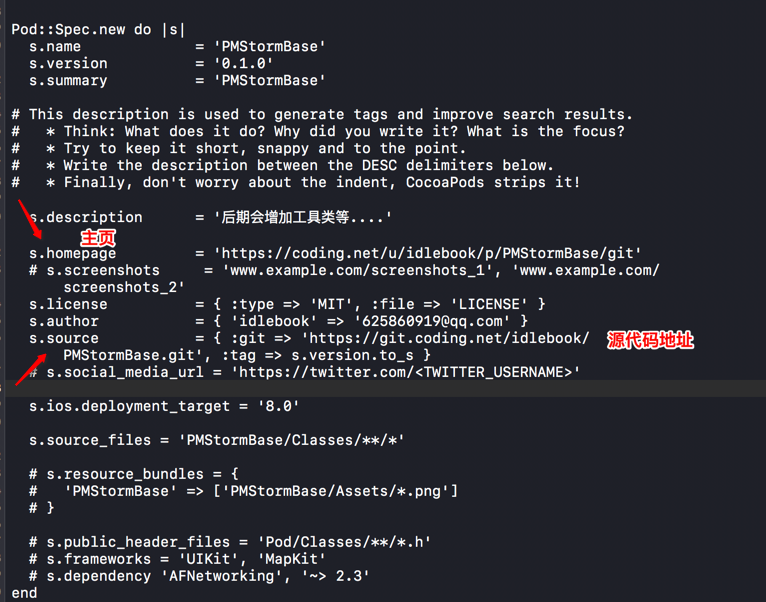 Pod::Spec.new do |s|
s.name             = 'PMStormBase'
s.version          = '0.1.0'
s.summary          = 'PMStormBase'
# This description is used to generate tags and improve search results.
#   * Think: What does it do? Why did you write it? What is the focus?
#   * Try to keep it short, snappy and to the point.
#   * Write the description between the DESC delimiters below.
#   * Finally, don't worry about the indent, CocoaPods strips it!
s.description      = '后期会增加工具类等....'
主页
s.homepage         = 'https://coding.net/u/idlebook/p/PMStormBase/git'
# s.screenshots     = 'www.example.com/screenshots_1', 'www.example.com/
screenshots_2'
s.license          = { :type => 'MIT', :file => 'LICENSE' }
s.author           = { 'idlebook' => '625860919@qq.com' }
s.source           = { :git => 'https://git.coding.net/idlebook/
源代码地址
PMStormBase.git', :tag => s.version.to_s }
# s.social_media_url = 'https://twitter.com/<TWITTER_USERNAME>'
s.ios.deployment_target = '8.0'
s.source_files = 'PMStormBase/Classes/**/*'
# s.resource_bundles = {
#   'PMStormBase' => ['PMStormBase/Assets/*.png']
# }
# s.public_header_files = 'Pod/Classes/**/*.h'
# s.frameworks = 'UIKit', 'MapKit'
# s.dependency 'AFNetworking', '~> 2.3'
end